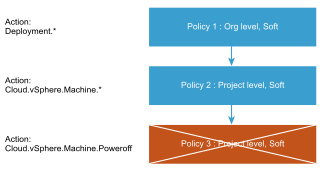 Action:
Deployment.*
Policy 1 : Org level, Soft
Action:
Cloud.vSphere.Machine.*
Policy 2 : Project level, Soft
Action:
Cloud.vSphere.Machine.Poweroff
Policy 3 : Project level, Soft